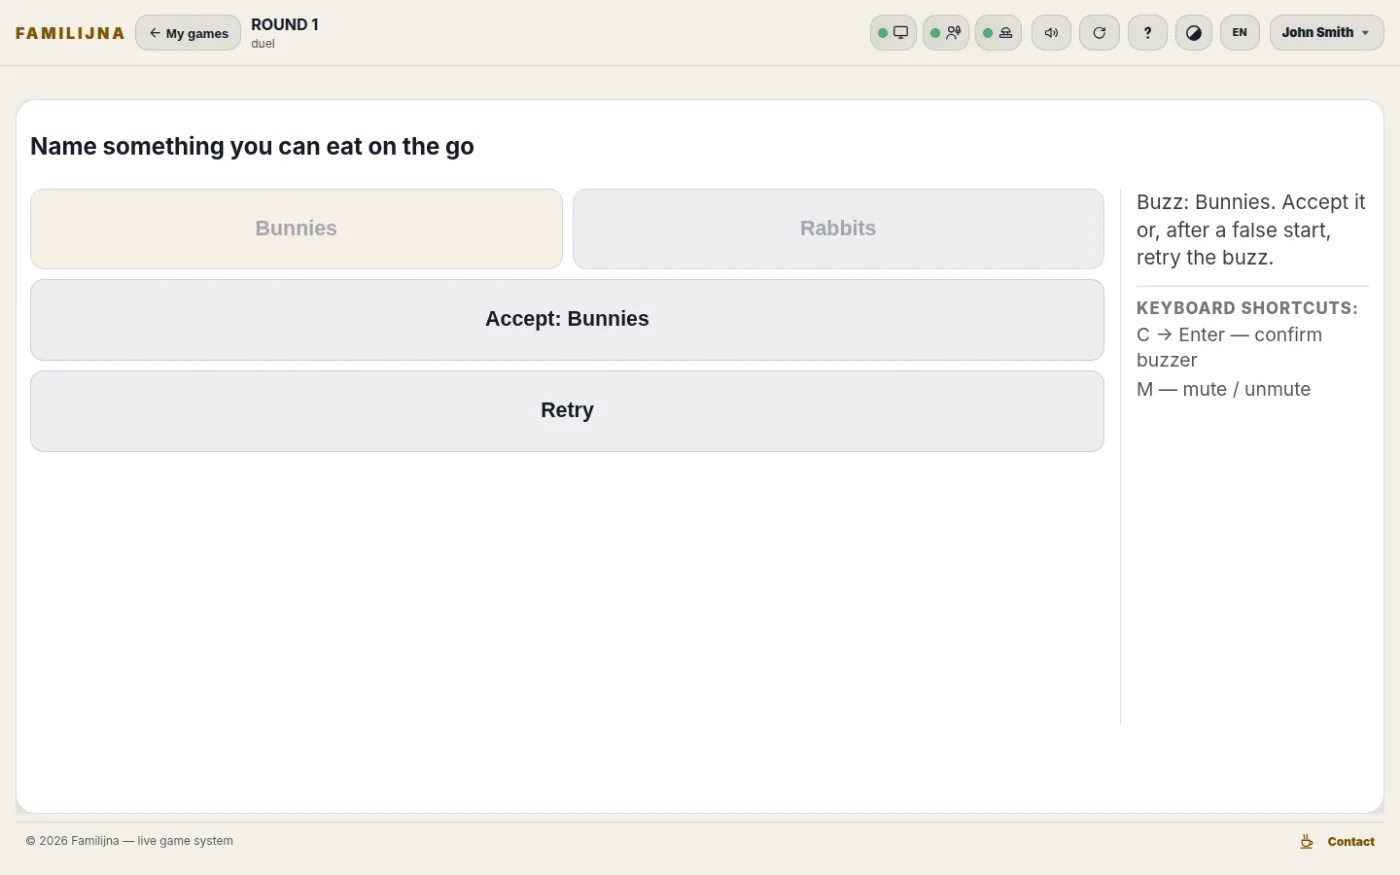 FAMILIJNA
← My games
ROUND 1
duel
?
EN
John Smith
Name something you can eat on the go
Bunnies
Rabbits
Accept: Bunnies
Retry
Buzz: Bunnies. Accept it
or, after a false start,
retry the buzz.
KEYBOARD SHORTCUTS:
C → Enter — confirm
buzzer
M — mute / unmute
© 2026 Familijna — live game system
Contact